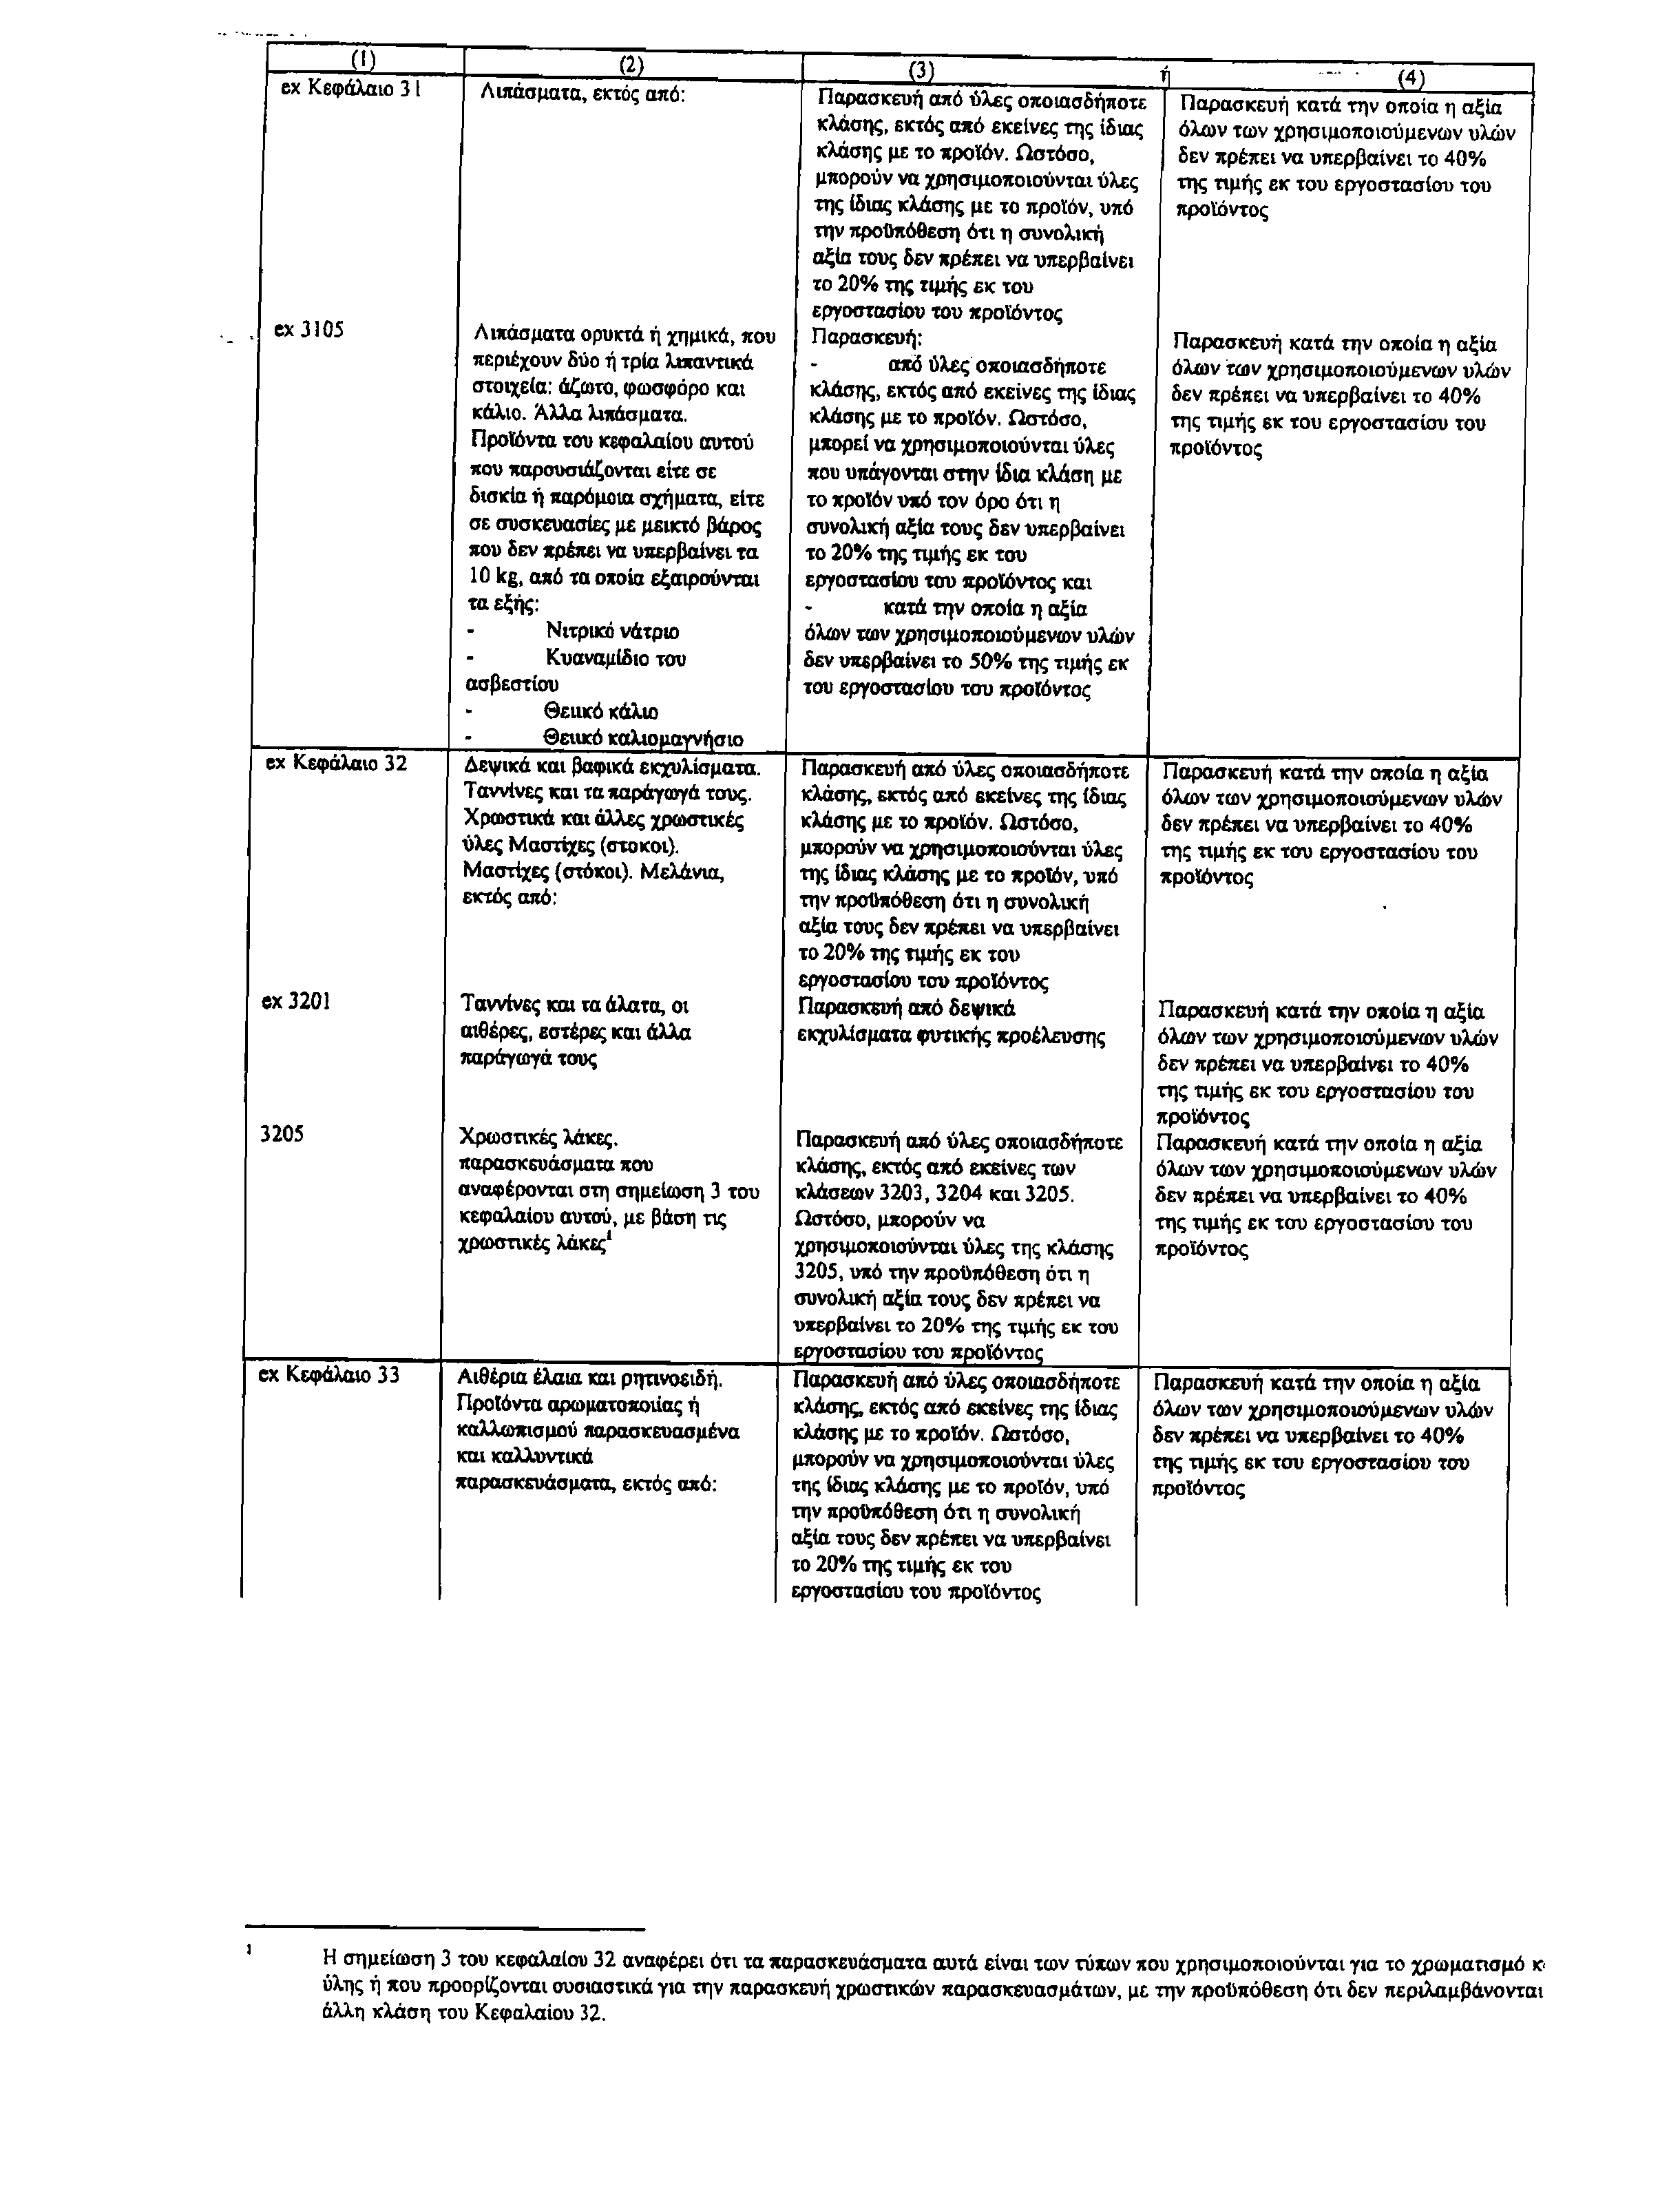 (1) (2) (3) ή (4)
ex Κεφάλαιο 31
Λιπάσματα, εκτός από:
Παρασκευή από ύλες οποιασδήποτε
κλάσης, εκτός από εκείνες της ίδιας
κλάσης με το προϊόν. Ωστόσο,
μπορούν να χρησιμοποιούνται ύλες
της ίδιας κλάσης με το προϊόν, υπό
την προϋπόθεση ότι η συνολική
αξία τους δεν πρέπει να υπερβαίνει
το 20% της τιμής εκ του
εργοστασίου του προϊόντος
Παρασκευή κατά την οποία η αξία
όλων των χρησιμοποιούμενων υλών
δεν πρέπει να υπερβαίνει το 40%
της τιμής εκ του εργοστασίου του
προϊόντος
ex 3105
Λιπάσματα ορυκτά ή χημικά, που
περιέχουν δύο ή τρία λιπαντικά
στοιχεία: άζωτο, φωσφόρο και
κάλιο. Άλλα λιπάσματα.
Προϊόντα του κεφαλαίου αυτού
που παρουσιάζονται είτε σε
δισκία ή παρόμοια σχήματα, είτε
σε συσκευασίες με μεικτό βάρος
που δεν πρέπει να υπερβαίνει τα
10 kg, από τα οποία εξαιρούνται
τα εξής:
- Νιτρικό νάτριο
- Κυαναμίδιο του
ασβεστίου
- Θειικό κάλιο
- Θειικό καλιομαγνήσιο
Παρασκευή:
- από ύλες οποιασδήποτε
κλάσης, εκτός από εκείνες της ίδιας
κλάσης με το προϊόν. Ωστόσο,
μπορεί να χρησιμοποιούνται ύλες
που υπάγονται στην ίδια κλάση με
το προϊόν υπό τον όρο ότι η
συνολική αξία τους δεν υπερβαίνει
το 20% της τιμής εκ του
εργοστασίου του προϊόντος και
- κατά την οποία η αξία
όλων των χρησιμοποιούμενων υλών
δεν υπερβαίνει το 50% της τιμής εκ
του εργοστασίου του προϊόντος
Παρασκευή κατά την οποία η αξία
όλων των χρησιμοποιούμενων υλών
δεν πρέπει να υπερβαίνει το 40%
της τιμής εκ του εργοστασίου του
προϊόντος
ex Κεφάλαιο 32
Δεψικά και βαφικά εκχυλίσματα.
Ταννίνες και τα παράγωγά τους.
Χρωστικά και άλλες χρωστικές
ύλες Μαστίχες (στοκοι).
Μαστίχες (στόκοι). Μελάνια,
εκτός από:
Παρασκευή από ύλες οποιασδήποτε
κλάσης, εκτός από εκείνες της ίδιας
κλάσης με το προϊόν. Ωστόσο,
μπορούν να χρησιμοποιούνται ύλες
της ίδιας κλάσης με το προϊόν, υπό
την προϋπόθεση ότι η συνολική
αξία τους δεν πρέπει να υπερβαίνει
το 20% της τιμής εκ του
εργοστασίου του προϊόντος
Παρασκευή κατά την οποία η αξία
όλων των χρησιμοποιούμενων υλών
δεν πρέπει να υπερβαίνει το 40%
της τιμής εκ του εργοστασίου του
προϊόντος
ex 3201
Ταννίνες και τα άλατα, οι
αιθέρες, εστέρες και άλλα
παράγωγά τους
Παρασκευή από δεψικά
εκχυλίσματα φυτικής προέλευσης
Παρασκευή κατά την οποία η αξία
όλων των χρησιμοποιούμενων υλών
δεν πρέπει να υπερβαίνει το 40%
της τιμής εκ του εργοστασίου του
προϊόντος
3205
Χρωστικές λάκες.
παρασκευάσματα που
αναφέρονται στη σημείωση 3 του
κεφαλαίου αυτού, με βάση τις
χρωστικές λάκες¹
Παρασκευή από ύλες οποιασδήποτε
κλάσης, εκτός από εκείνες των
κλάσεων 3203, 3204 και 3205.
Ωστόσο, μπορούν να
χρησιμοποιούνται ύλες της κλάσης
3205, υπό την προϋπόθεση ότι η
συνολική αξία τους δεν πρέπει να
υπερβαίνει το 20% της τιμής εκ του
εργοστασίου του προϊόντος
Παρασκευή κατά την οποία η αξία
όλων των χρησιμοποιούμενων υλών
δεν πρέπει να υπερβαίνει το 40%
της τιμής εκ του εργοστασίου του
προϊόντος
ex Κεφάλαιο 33
Αιθέρια έλαια και ρητινοειδή.
Προϊόντα αρωματοποιίας ή
καλλωπισμού παρασκευασμένα
και καλλυντικά
παρασκευάσματα, εκτός από:
Παρασκευή από ύλες οποιασδήποτε
κλάσης, εκτός από εκείνες της ίδιας
κλάσης με το προϊόν. Ωστόσο,
μπορούν να χρησιμοποιούνται ύλες
της ίδιας κλάσης με το προϊόν, υπό
την προϋπόθεση ότι η συνολική
αξία τους δεν πρέπει να υπερβαίνει
το 20% της τιμής εκ του
εργοστασίου του προϊόντος
Παρασκευή κατά την οποία η αξία
όλων των χρησιμοποιούμενων υλών
δεν πρέπει να υπερβαίνει το 40%
της τιμής εκ του εργοστασίου του
προϊόντος
1 Η σημείωση 3 του κεφαλαίου 32 αναφέρει ότι τα παρασκευάσματα αυτά είναι των τύπων που χρησιμοποιούνται για το χρωματισμό
ύλης ή που προορίζονται ουσιαστικά για την παρασκευή χρωστικών παρασκευασμάτων, με την προϋπόθεση ότι δεν περιλαμβάνονται
άλλη κλάση του Κεφαλαίου 32.